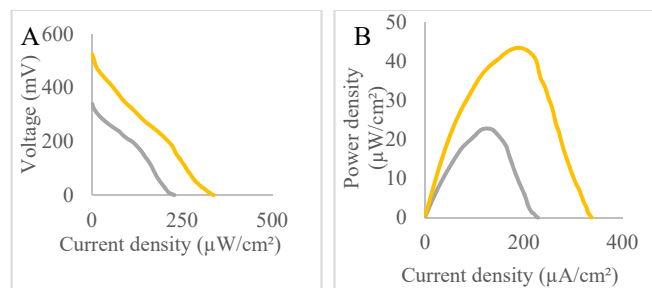 A
Voltage (mV)
600
400
200
0
0
250
500
Current density (µW/cm²)
B
Power density
(µW/cm²)
50
40
30
20
10
0
0
200
400
Current density (µA/cm²)